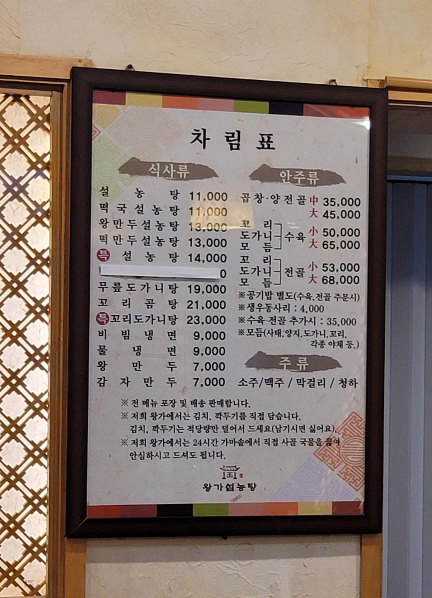 차림표
식사류
설농탕 11,000
떡국설농탕 11,000
왕만두설농탕 13,000
떡만두설농탕 13,000
특 설농탕 14,000
0
무릎도가니탕 19,000
꼬리곰탕 21,000
특 꼬리도가니탕 23,000
비빔냉면 9,000
물냉면 9,000
왕만두 7,000
감자만두 7,000
안주류
곱창·양전골 中 35,000
大 45,000
꼬리
도가니 수육 小 50,000
모듬 大 65,000
꼬리
도가니 전골 小 53,000
모듬 大 68,000
※공기밥 별도(수육,전골 주문시)
※생우동사리 : 4,000
※수육 전골 추가시 : 35,000
※모듬(사태,양지,도가니,꼬리,
각종 야채 등,)
주류
소주/맥주 / 막걸리 / 청하
※ 전 메뉴 포장 및 배송 판매합니다.
※ 저희 왕가에서는 김치, 깍두기를 직접 담습니다.
김치, 깍두기는 적당량만 덜어서 드세요(남기시면 싫어요).
※ 저희 왕가에서는 24시간 가마솥에서 직접 사골 국물을 끓여
안심하시고 드셔도 됩니다.
왕가설농탕